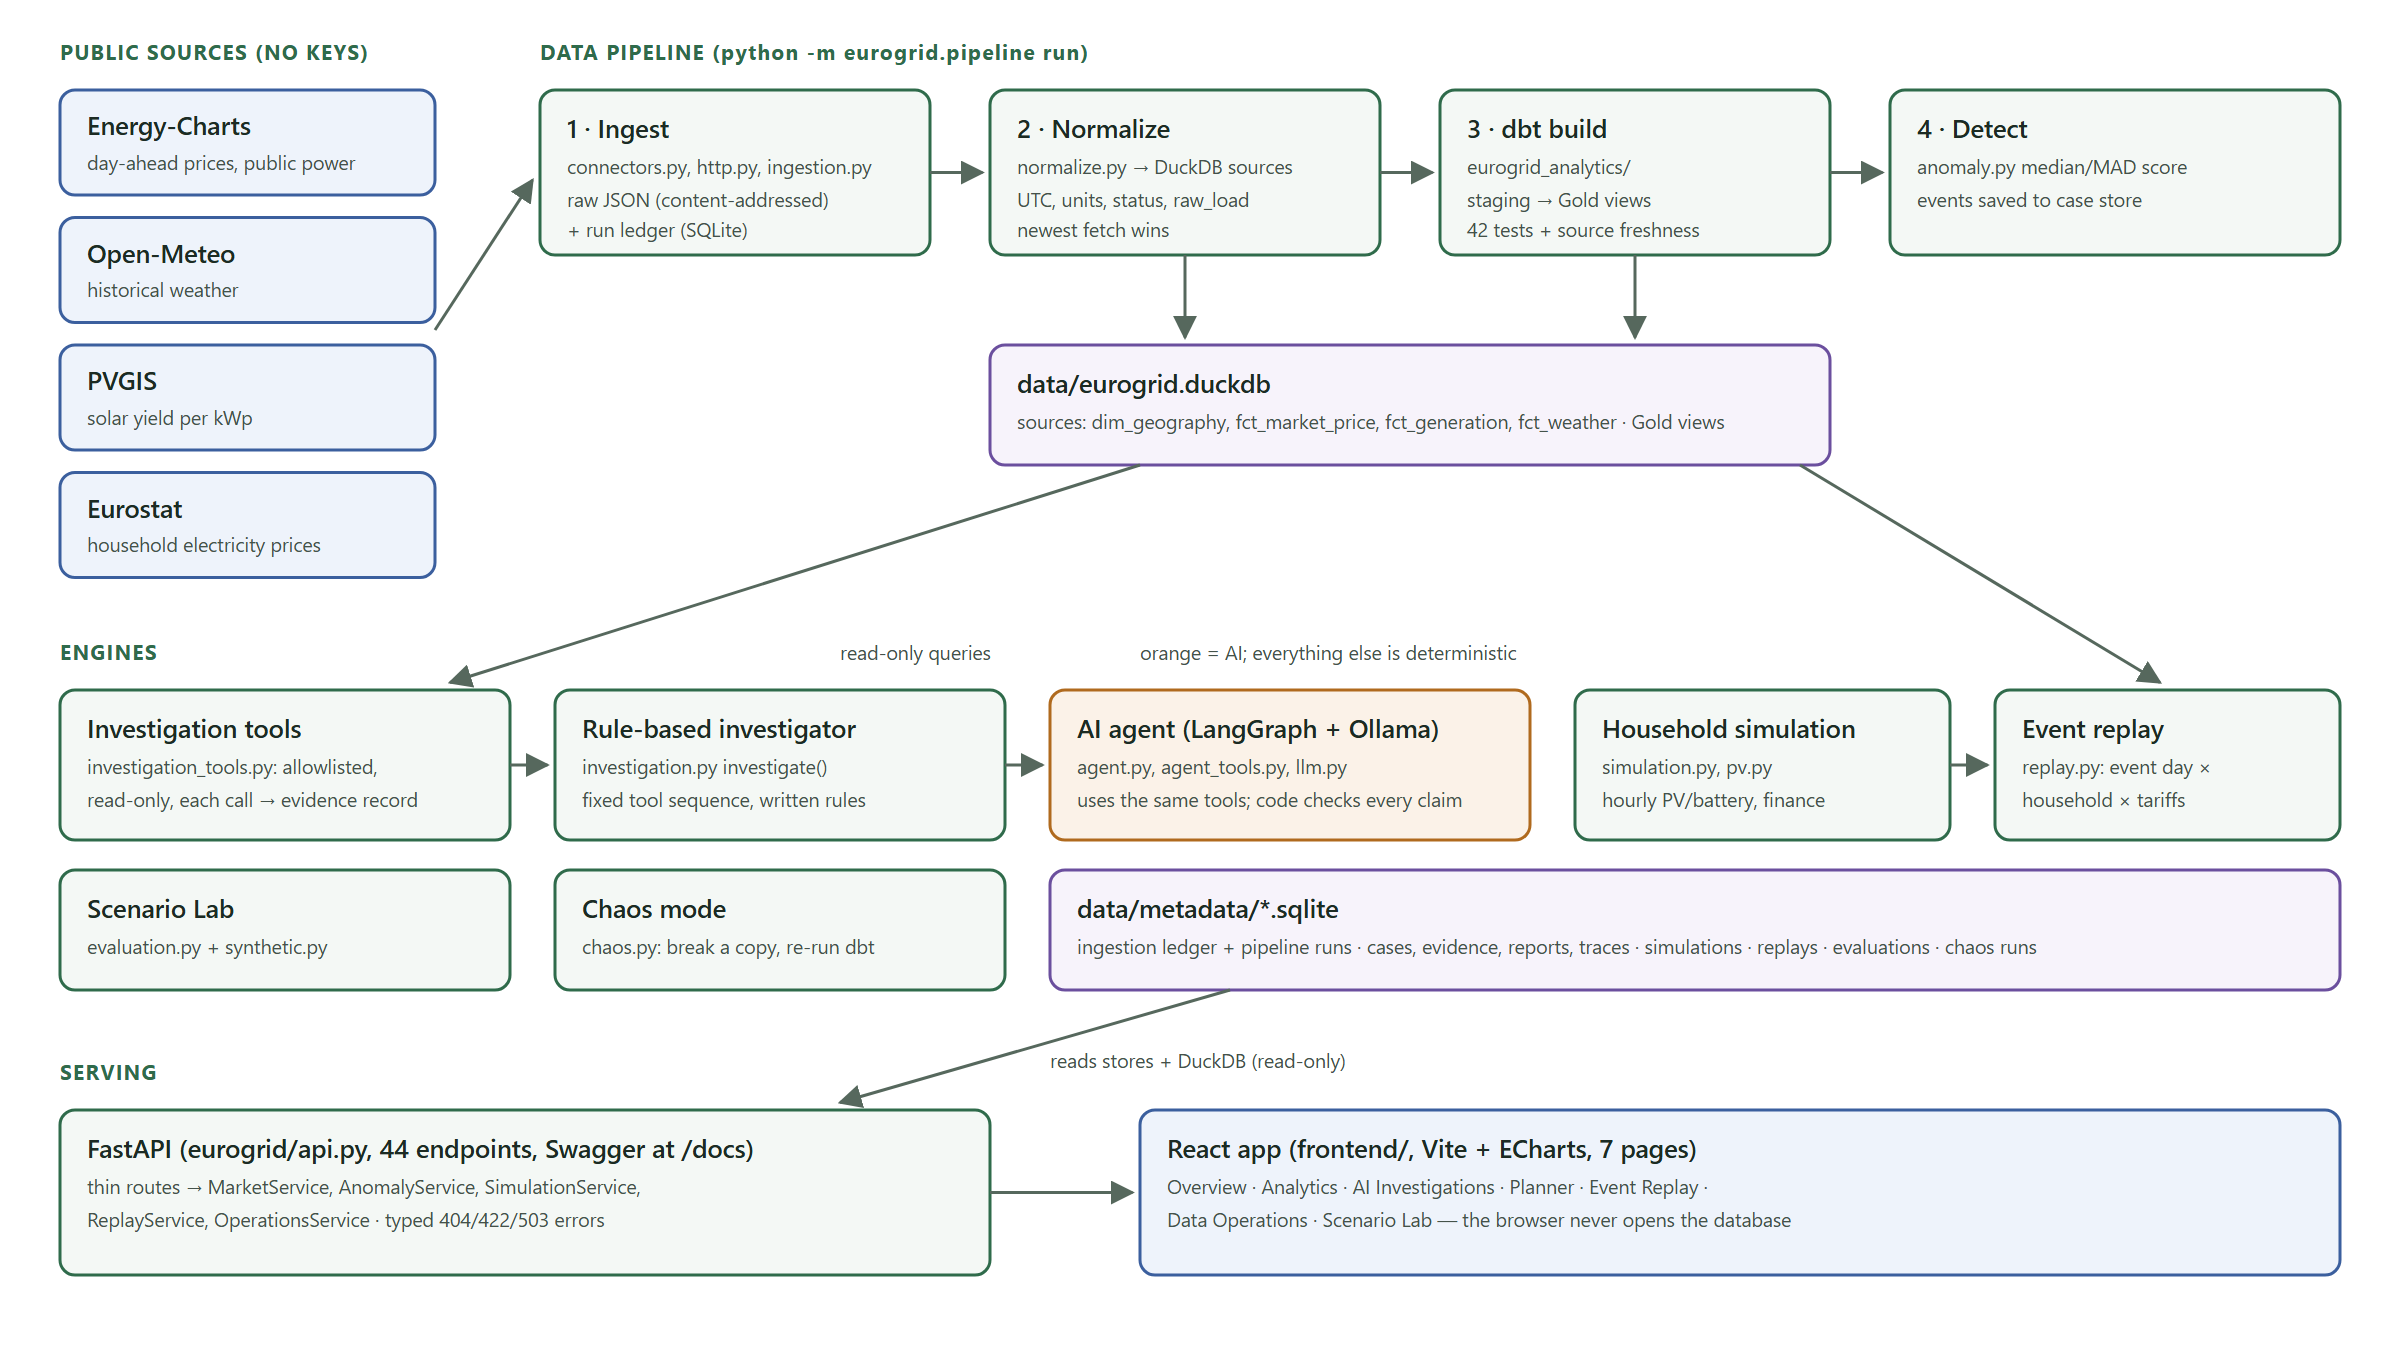 PUBLIC SOURCES (NO KEYS)
Energy-Charts
day-ahead prices, public power
Open-Meteo
historical weather
PVGIS
solar yield per kWp
Eurostat
household electricity prices
DATA PIPELINE (python -m eurogrid.pipeline run)
1 · Ingest
connectors.py, http.py, ingestion.py
raw JSON (content-addressed)
+ run ledger (SQLite)
2 · Normalize
normalize.py → DuckDB sources
UTC, units, status, raw_load
newest fetch wins
3 · dbt build
eurogrid_analytics/
staging → Gold views
42 tests + source freshness
4 · Detect
anomaly.py median/MAD score
events saved to case store
data/eurogrid.duckdb
sources: dim_geography, fct_market_price, fct_generation, fct_weather · Gold views
ENGINES
read-only queries
orange = AI; everything else is deterministic
Investigation tools
investigation_tools.py: allowlisted,
read-only, each call → evidence record
Rule-based investigator
investigation.py investigate()
fixed tool sequence, written rules
AI agent (LangGraph + Ollama)
agent.py, agent_tools.py, llm.py
uses the same tools; code checks every claim
Household simulation
simulation.py, pv.py
hourly PV/battery, finance
Event replay
replay.py: event day ×
household × tariffs
Scenario Lab
evaluation.py + synthetic.py
Chaos mode
chaos.py: break a copy, re-run dbt
data/metadata/*.sqlite
ingestion ledger + pipeline runs · cases, evidence, reports, traces · simulations · replays · evaluations · chaos runs
SERVING
reads stores + DuckDB (read-only)
FastAPI (eurogrid/api.py, 44 endpoints, Swagger at /docs)
thin routes → MarketService, AnomalyService, SimulationService,
ReplayService, OperationsService · typed 404/422/503 errors
React app (frontend/, Vite + ECharts, 7 pages)
Overview · Analytics · AI Investigations · Planner · Event Replay ·
Data Operations · Scenario Lab — the browser never opens the database